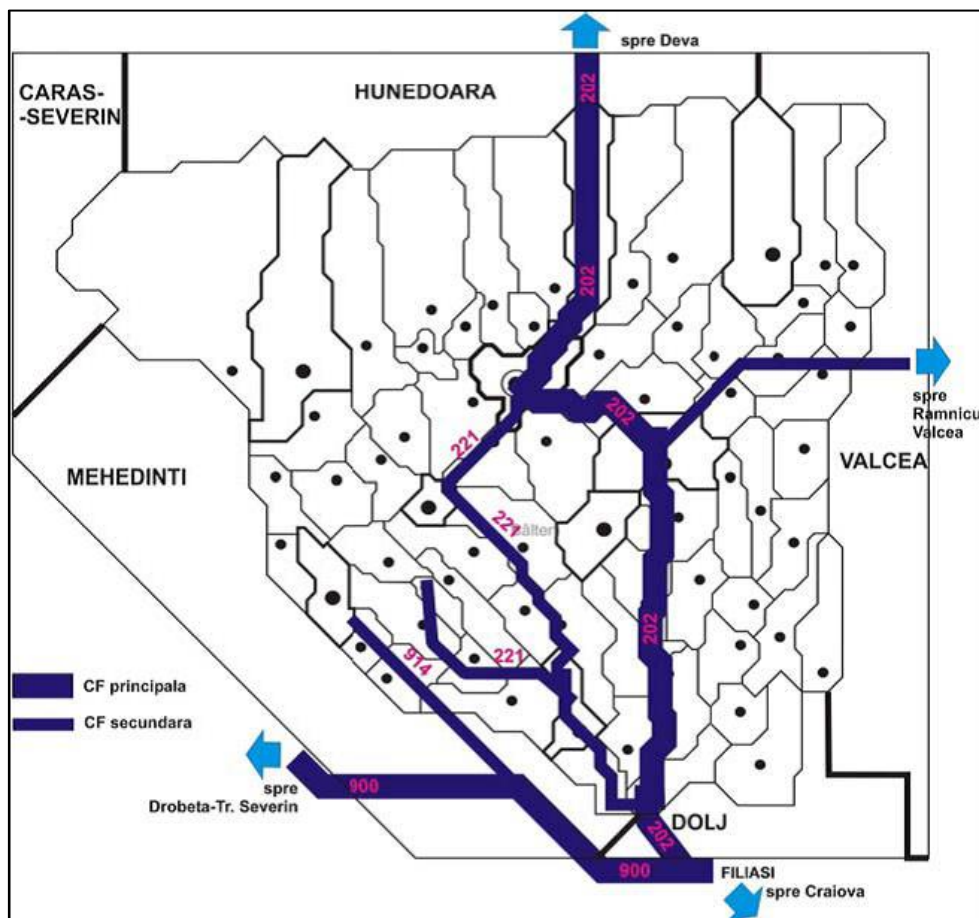 spre Deva
CARAS-
-SEVERIN
HUNEDOARA
202
202
spre
Ramnicu
Valcea
202
221
MEHEDINTI
VALCEA
221
202
914
221
CF principala
CF secundara
spre
Drobeta-Tr. Severin
900
DOLJ
202
900
FILIASI
spre Craiova